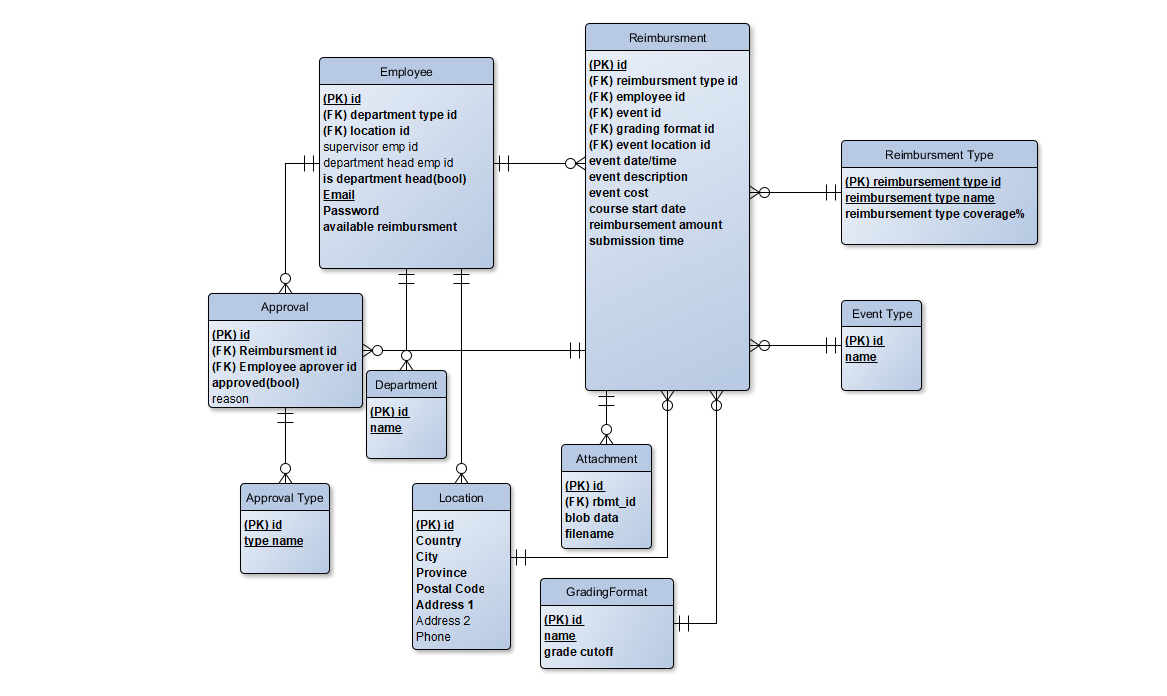 Reimbursment
(PK) id
(FK) reimbursment type id
(FK) employee id
(FK) event id
(FK) grading format id
(FK) event location id
event date/time
event description
event cost
course start date
reimbursement amount
submission time
Employee
(PK) id
(FK) department type id
(FK) location id
supervisor emp id
department head emp id
is department head(bool)
Email
Password
available reimbursment
Reimbursment Type
(PK) reimbursement type id
reimbursement type name
reimbursement type coverage%
Approval
(PK) id
(FK) Reimbursment id
(FK) Employee aprover id
approved(bool)
reason
Event Type
(PK) id
name
Department
(PK) id
name
Attachment
(PK) id
(FK) rbmt_id
blob data
filename
Approval Type
(PK) id
type name
Location
(PK) id
Country
City
Province
Postal Code
Address 1
Address 2
Phone
GradingFormat
(PK) id
name
grade cutoff